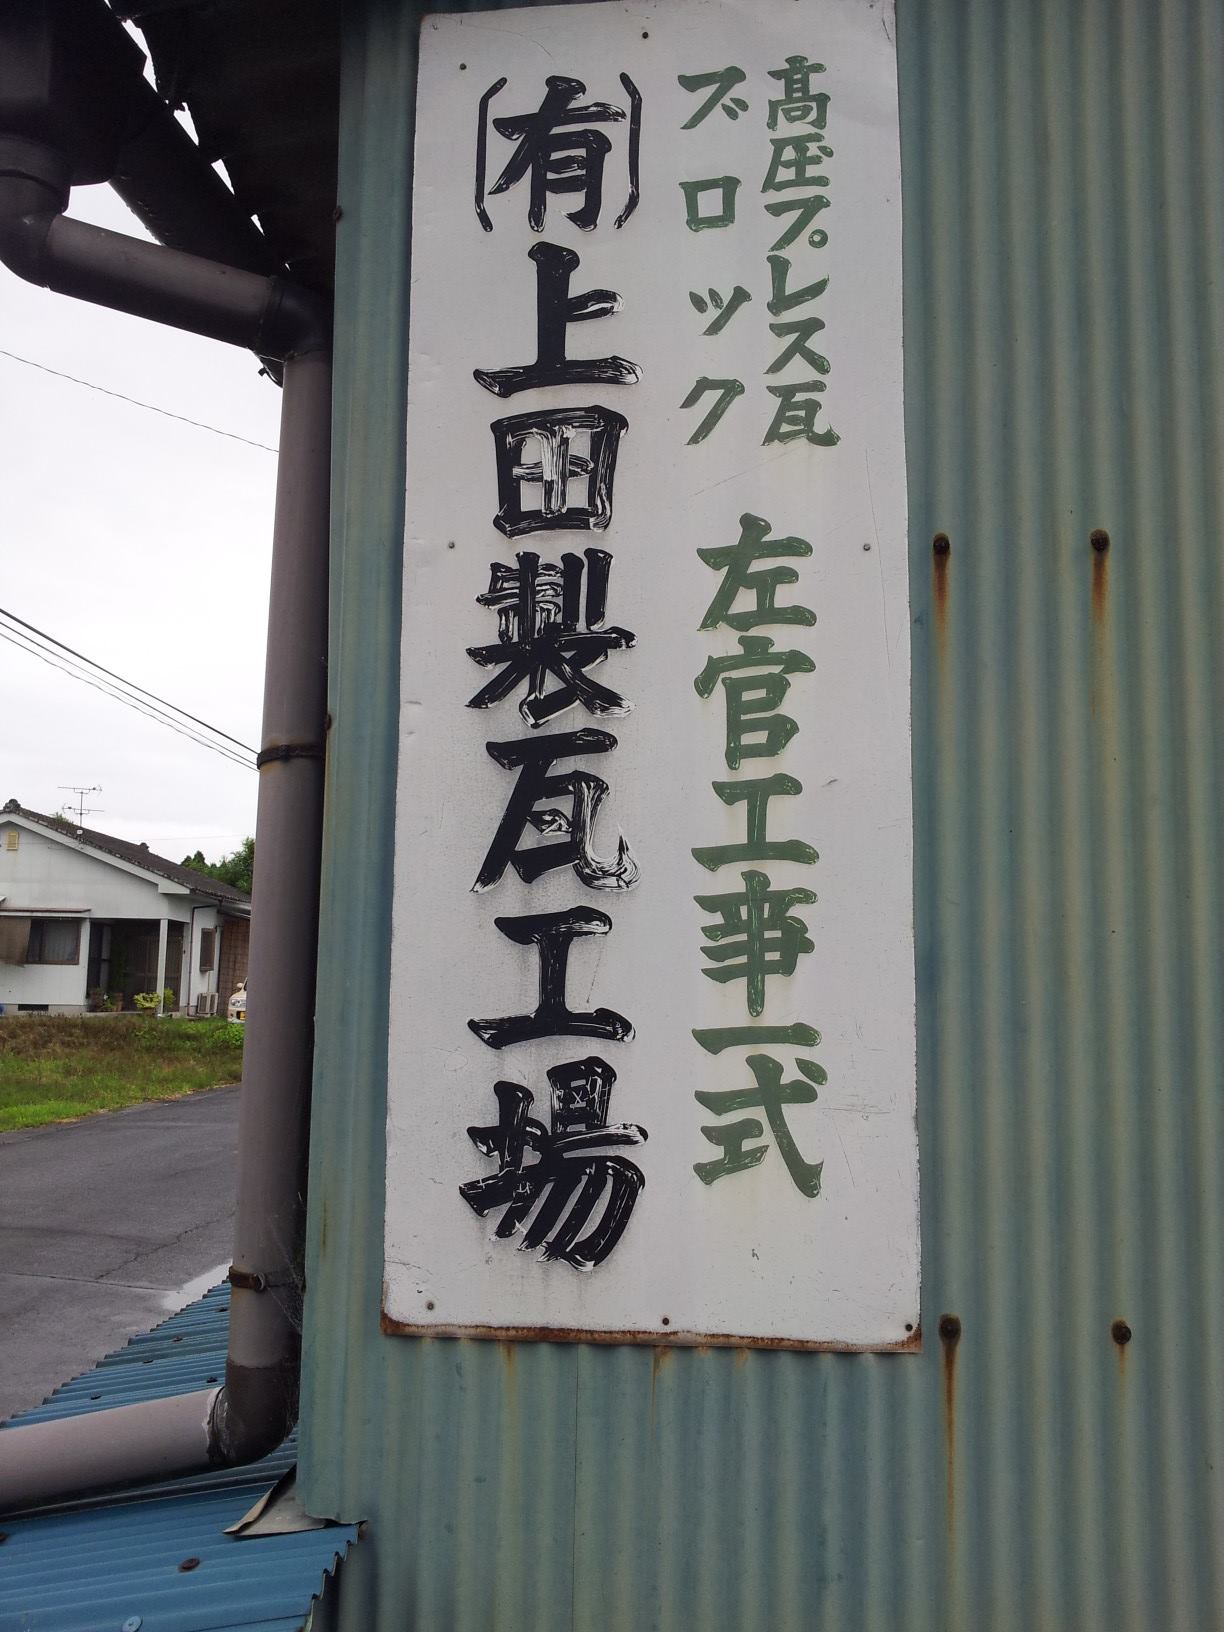 髙圧プレス瓦
ブロック
左官工事一式
(有)上田製瓦工場